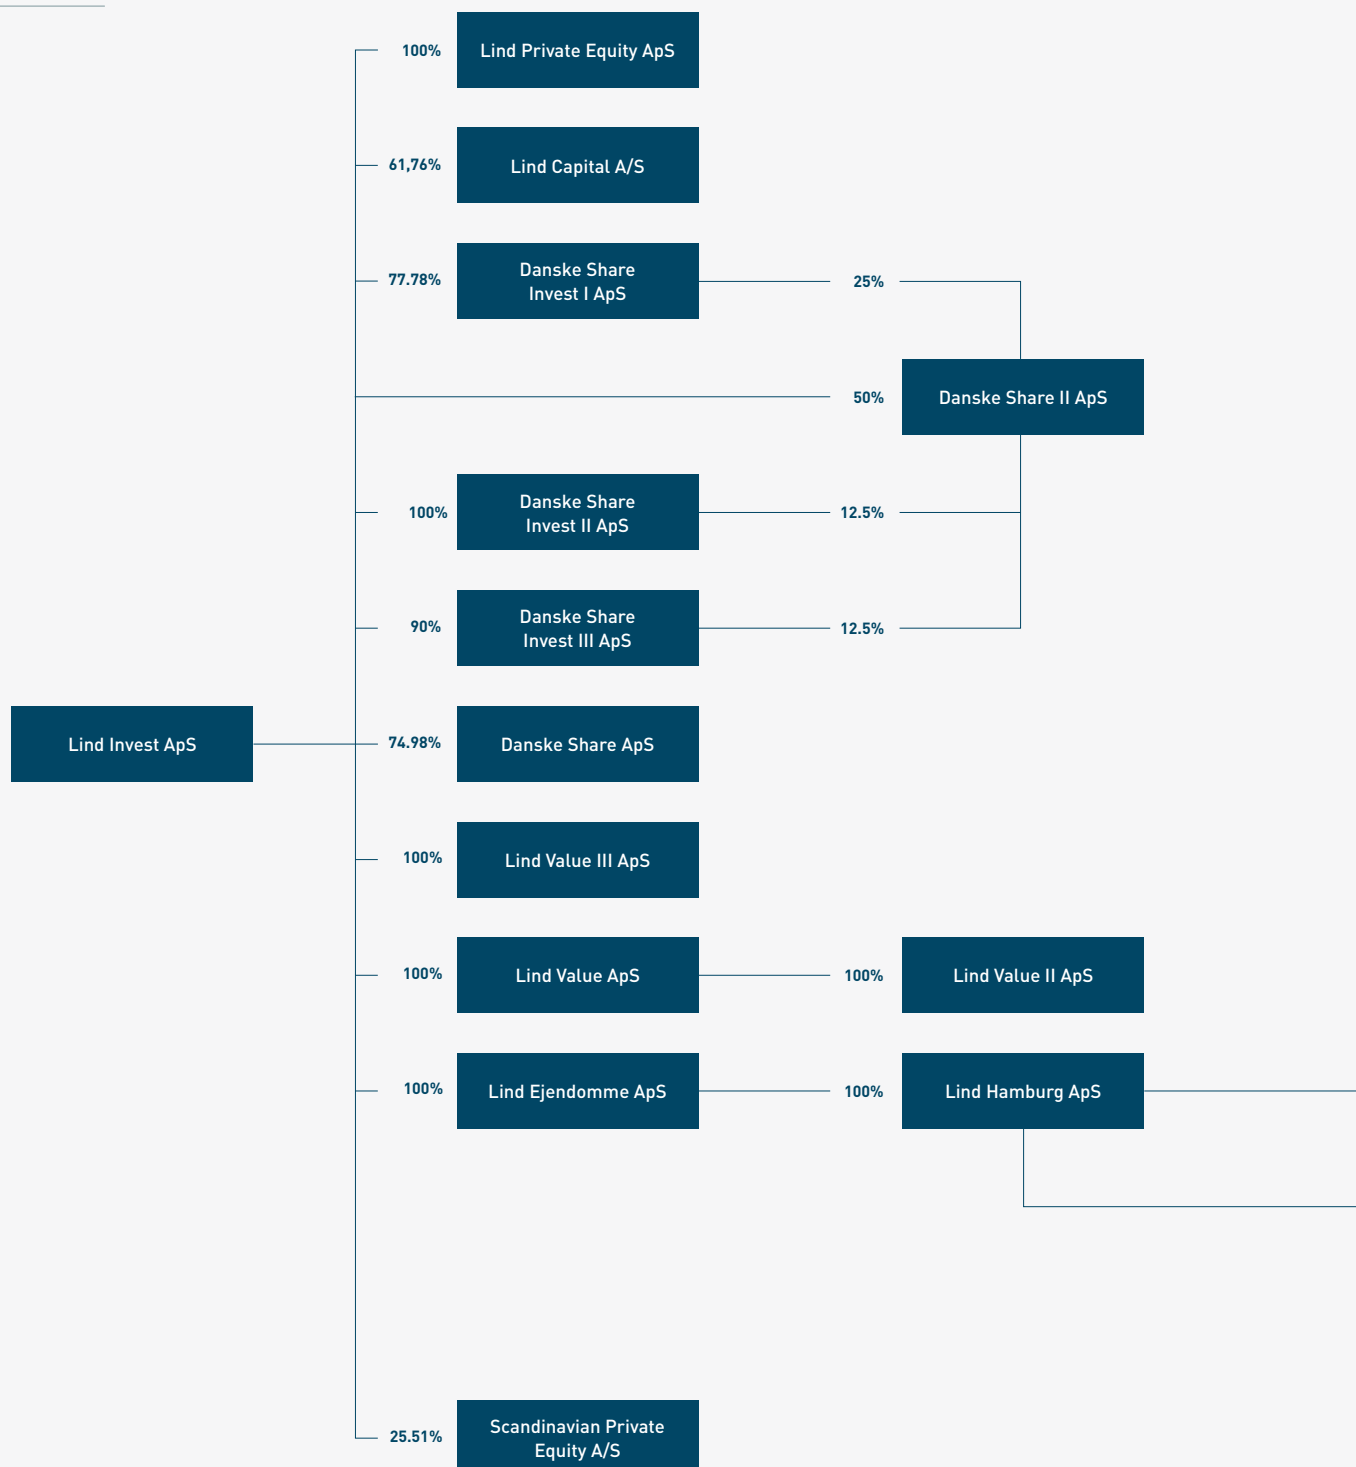 100%
Lind Private Equity ApS
61,76%
Lind Capital A/S
77.78%
Danske Share
Invest I ApS
25%
50%
Danske Share II ApS
100%
Danske Share
Invest II ApS
12.5%
90%
Danske Share
Invest III ApS
12.5%
Lind Invest ApS
74.98%
Danske Share ApS
100%
Lind Value III ApS
100%
Lind Value ApS
100%
Lind Value II ApS
100%
Lind Ejendomme ApS
100%
Lind Hamburg ApS
25.51%
Scandinavian Private
Equity A/S